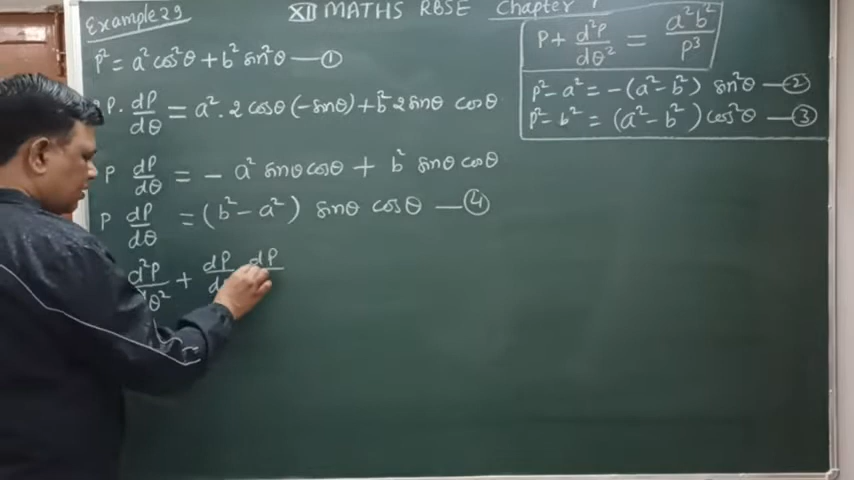 Example 29
XII MATHS RBSE Chapter 7
P² = a² cos²θ + b² sin²θ — ①
P · dP/dθ = a² · 2 cosθ (-sinθ) + b² 2 sinθ cosθ
P dP/dθ = - a² sinθ cosθ + b² sinθ cosθ
P dP/dθ = (b² - a²) sinθ cosθ — ④
d²P/dθ² + dP/d dP
P + d²P/dθ² = a²b²/P³
P² - a² = -(a² - b²) sin²θ — ②
P² - b² = (a² - b²) cos²θ — ③